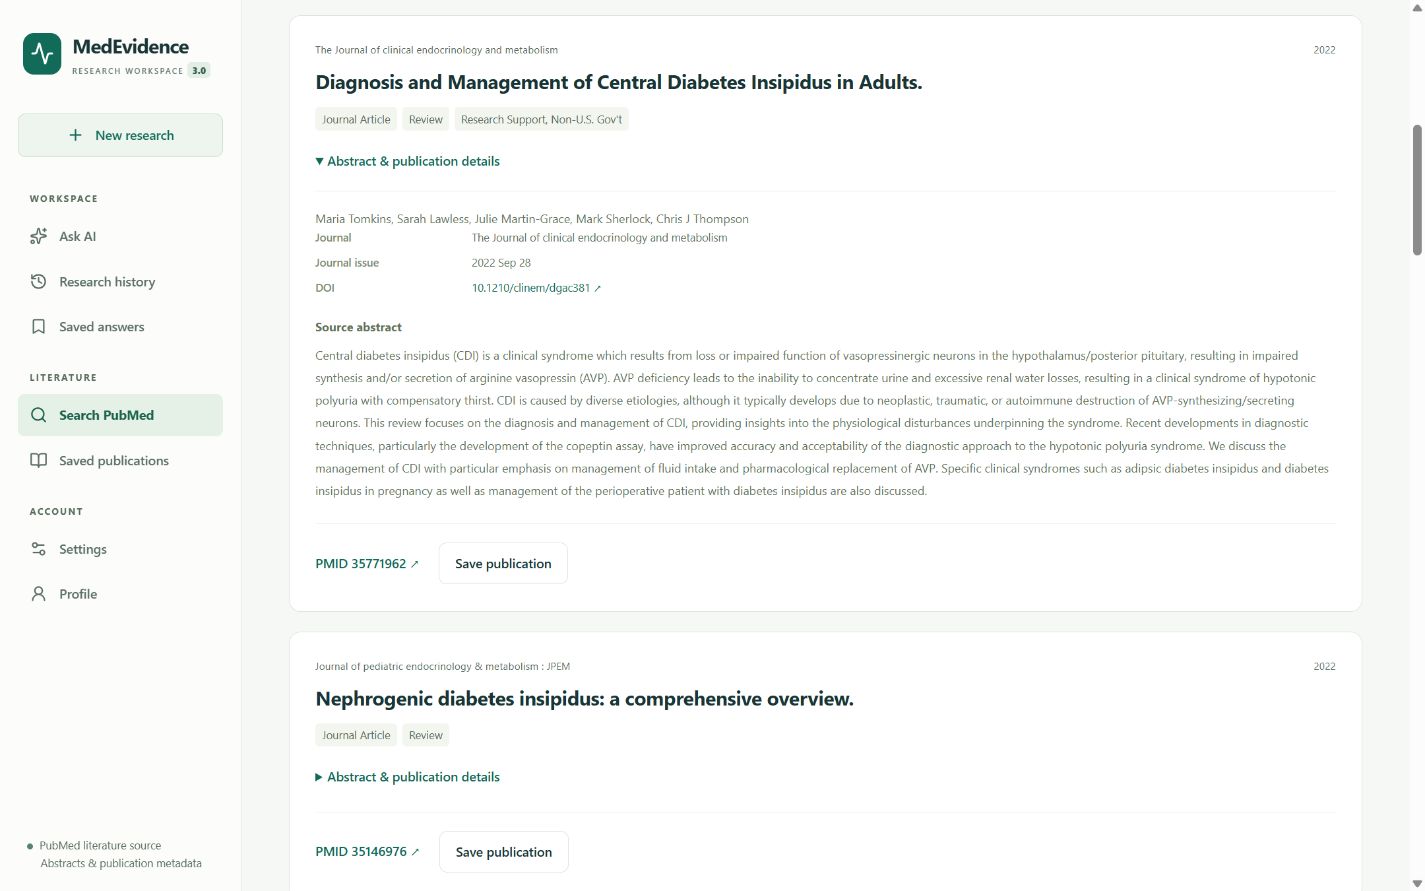 MedEvidence
RESEARCH WORKSPACE 3.0
+ New research
WORKSPACE
Ask AI
Research history
Saved answers
LITERATURE
Search PubMed
Saved publications
ACCOUNT
Settings
Profile
PubMed literature source
Abstracts & publication metadata
The Journal of clinical endocrinology and metabolism 2022
Diagnosis and Management of Central Diabetes Insipidus in Adults.
Journal Article Review Research Support, Non-U.S. Gov't
▼ Abstract & publication details
Maria Tomkins, Sarah Lawless, Julie Martin-Grace, Mark Sherlock, Chris J Thompson
Journal The Journal of clinical endocrinology and metabolism
Journal issue 2022 Sep 28
DOI 10.1210/clinem/dgac381 ↗
Source abstract
Central diabetes insipidus (CDI) is a clinical syndrome which results from loss or impaired function of vasopressinergic neurons in the hypothalamus/posterior pituitary, resulting in impaired
synthesis and/or secretion of arginine vasopressin (AVP). AVP deficiency leads to the inability to concentrate urine and excessive renal water losses, resulting in a clinical syndrome of hypotonic
polyuria with compensatory thirst. CDI is caused by diverse etiologies, although it typically develops due to neoplastic, traumatic, or autoimmune destruction of AVP-synthesizing/secreting
neurons. This review focuses on the diagnosis and management of CDI, providing insights into the physiological disturbances underpinning the syndrome. Recent developments in diagnostic
techniques, particularly the development of the copeptin assay, have improved accuracy and acceptability of the diagnostic approach to the hypotonic polyuria syndrome. We discuss the
management of CDI with particular emphasis on management of fluid intake and pharmacological replacement of AVP. Specific clinical syndromes such as adipsic diabetes insipidus and diabetes
insipidus in pregnancy as well as management of the perioperative patient with diabetes insipidus are also discussed.
PMID 35771962 ↗ Save publication
Journal of pediatric endocrinology & metabolism : JPEM 2022
Nephrogenic diabetes insipidus: a comprehensive overview.
Journal Article Review
▶ Abstract & publication details
PMID 35146976 ↗ Save publication